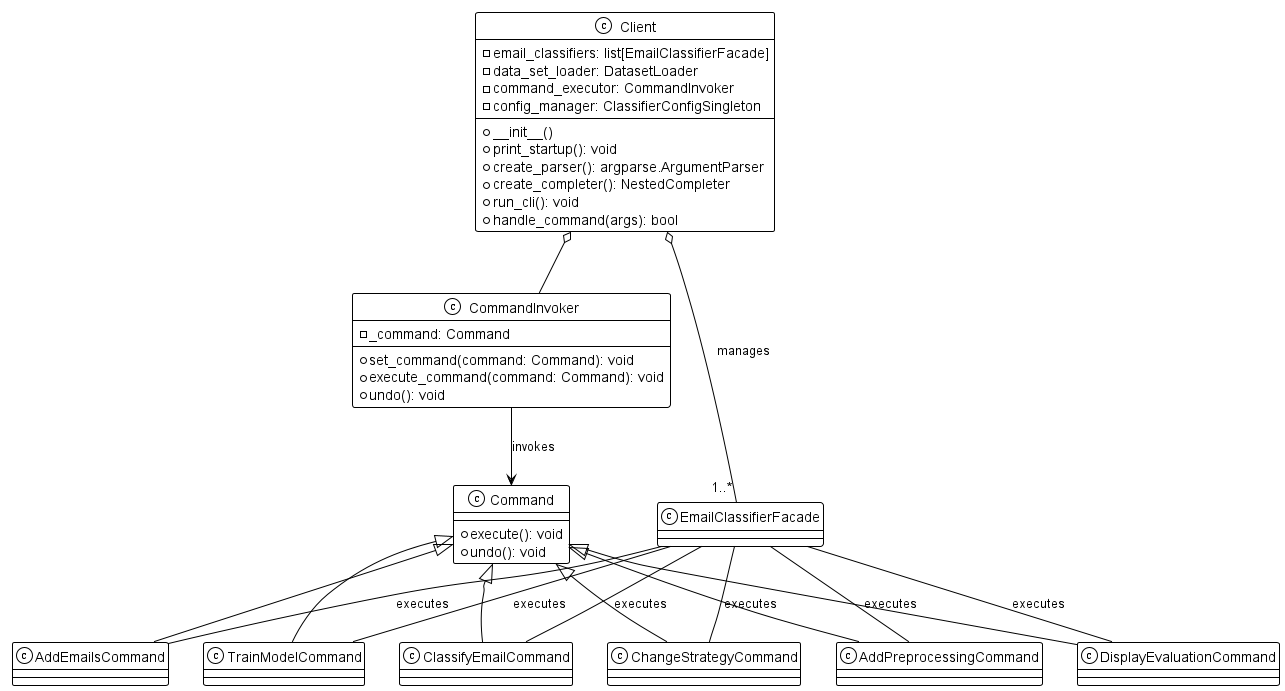 C Client
email_classifiers: list[EmailClassifierFacade]
data_set_loader: DatasetLoader
command_executor: CommandInvoker
config_manager: ClassifierConfigSingleton
__init__()
print_startup(): void
create_parser(): argparse.ArgumentParser
create_completer(): NestedCompleter
run_cli(): void
handle_command(args): bool
C CommandInvoker
_command: Command
set_command(command: Command): void
execute_command(command: Command): void
undo(): void
manages
invokes
1..*
C Command
execute(): void
undo(): void
C EmailClassifierFacade
executes
executes
executes
executes
executes
executes
C AddEmailsCommand
C TrainModelCommand
C ClassifyEmailCommand
C ChangeStrategyCommand
C AddPreprocessingCommand
C DisplayEvaluationCommand